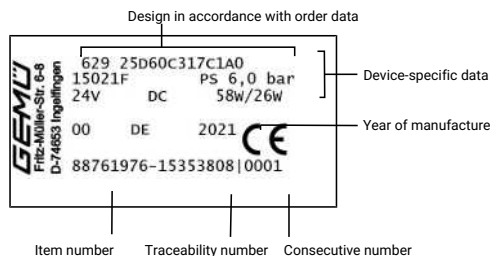 Design in accordance with order data
GEMÜ
Fritz-Müller-Str. 6-8
D-74653 Ingelfingen
629 25D60C317C1A0
15021F PS 6,0 bar
24V DC 58W/26W
00 DE 2021 CE
88761976-15353808|0001
Device-specific data
Year of manufacture
Item number Traceability number Consecutive number